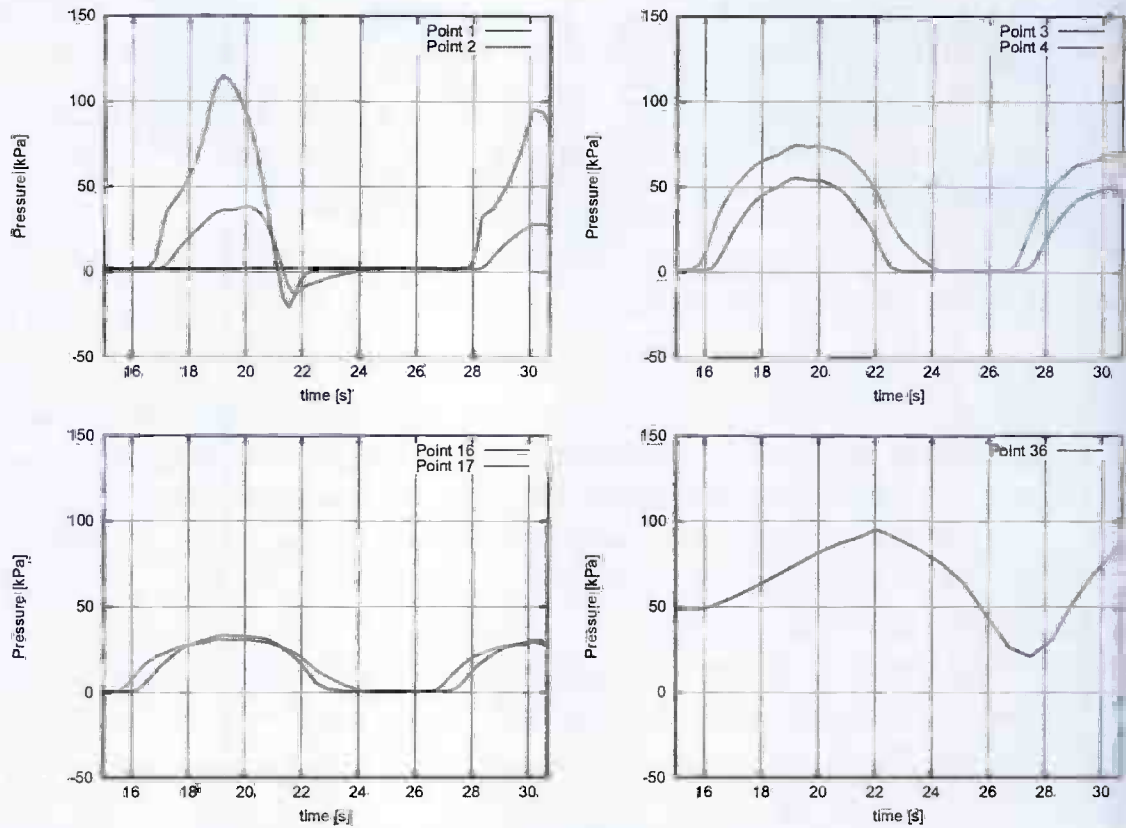 150
100
50
0
-50
Pressure [kPa]
Point 1
Point 2
16 18 20 22 24 26 28 30
time [s]
150
100
50
0
-50
Pressure [kPa]
Point 3
Point 4
16 18 20 22 24 26 28 30
time [s]
150
100
50
0
-50
Pressure [kPa]
Point 16
Point 17
16 18 20 22 24 26 28 30
time [s]
150
100
50
0
-50
Pressure [kPa]
Point 36
16 18 20 22 24 26 28 30
time [s]